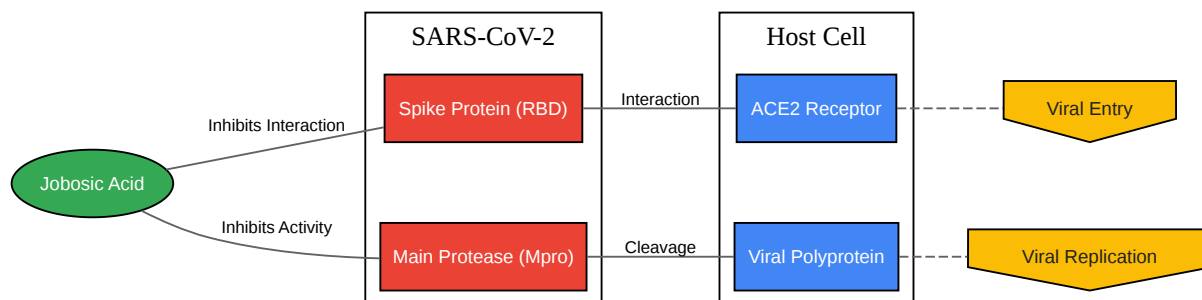 SARS-CoV-2
Host Cell
Spike Protein (RBD)
Interaction
ACE2 Receptor
Viral Entry
Inhibits Interaction
Jobosic Acid
Inhibits Activity
Main Protease (Mpro)
Cleavage
Viral Polyprotein
Viral Replication